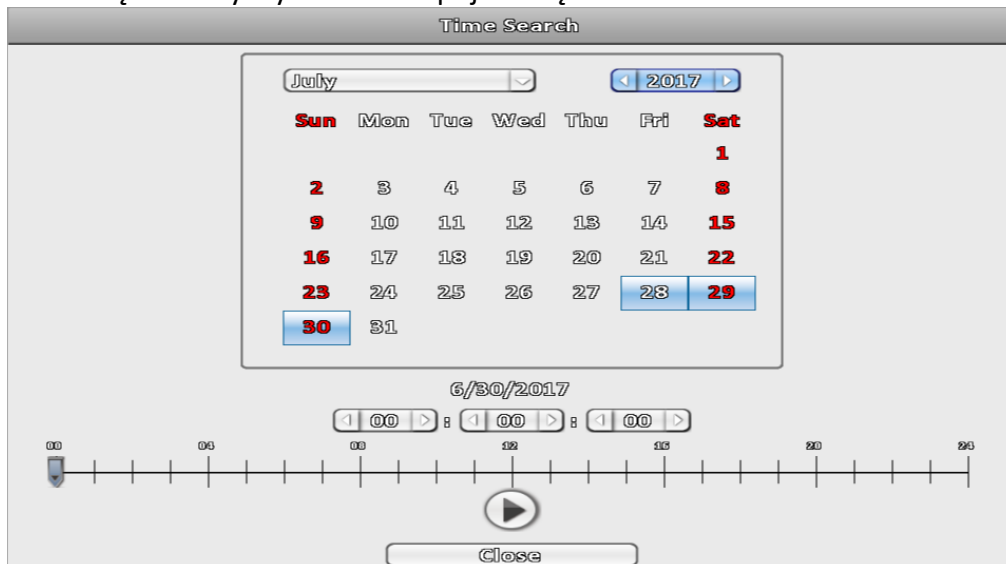 Time Search
July 2017
Sun Mon Tue Wed Thu Fri Sat
1
2 3 4 5 6 7 8
9 10 11 12 13 14 15
16 17 18 19 20 21 22
23 24 25 26 27 28 29
30 31
6/30/2017
00 : 00 : 00
00 04 08 12 16 20 24
Close